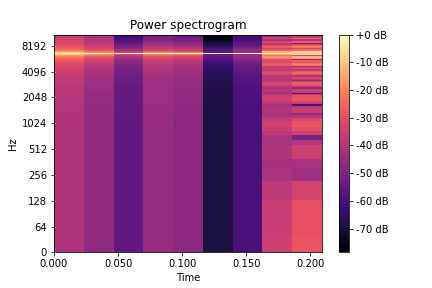 Power spectrogram
8192
4096
2048
1024
512
256
128
64
0
Hz
0.000 0.050 0.100 0.150 0.200
Time
+0 dB
-10 dB
-20 dB
-30 dB
-40 dB
-50 dB
-60 dB
-70 dB